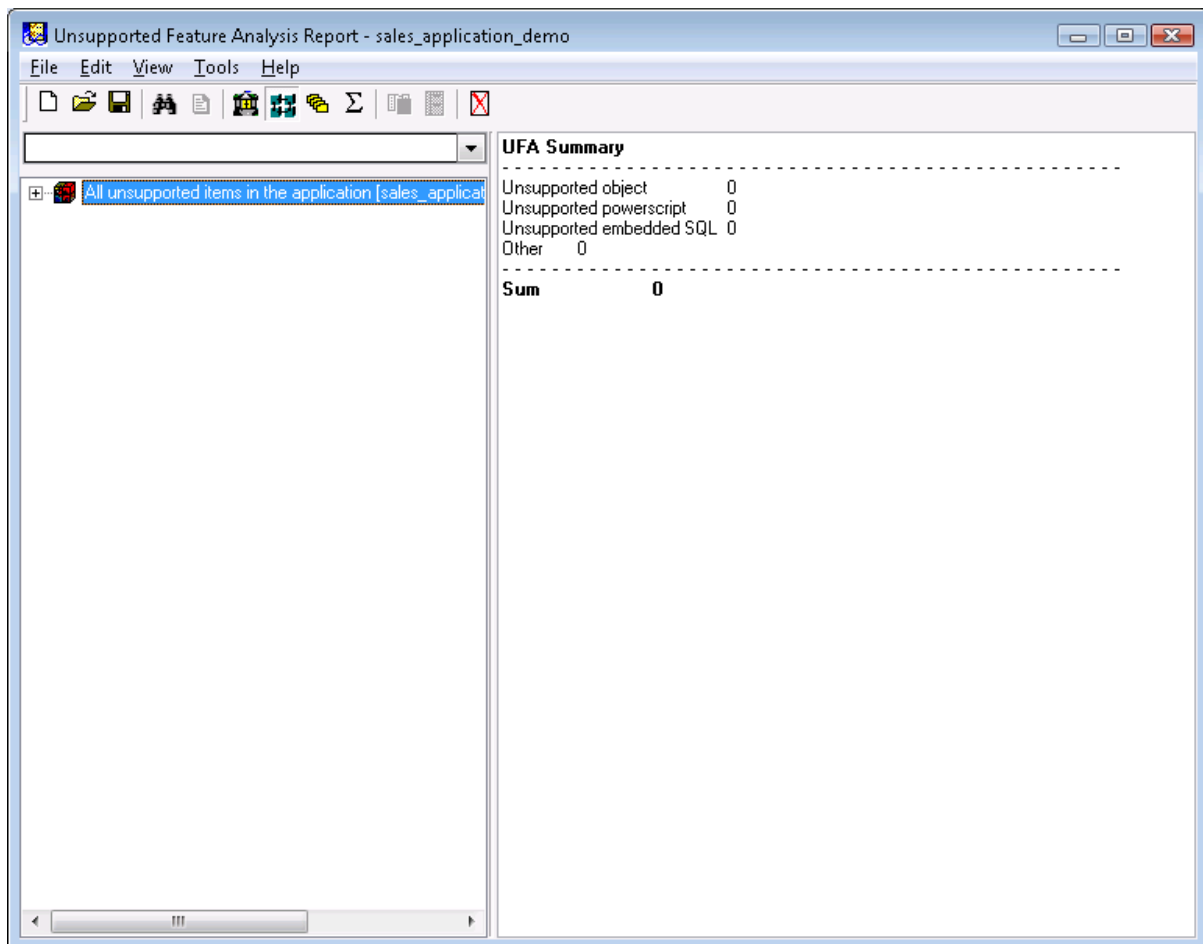 Unsupported Feature Analysis Report - sales_application_demo
File Edit View Tools Help
All unsupported items in the application [sales_applicat
UFA Summary
- - - - - - - - - - - - - - - - - - - - - - - - - - - - - - - - - - - - - - - - - - - - - - - - - - -
Unsupported object 0
Unsupported powerscript 0
Unsupported embedded SQL 0
Other 0
- - - - - - - - - - - - - - - - - - - - - - - - - - - - - - - - - - - - - - - - - - - - - - - - - - -
Sum 0